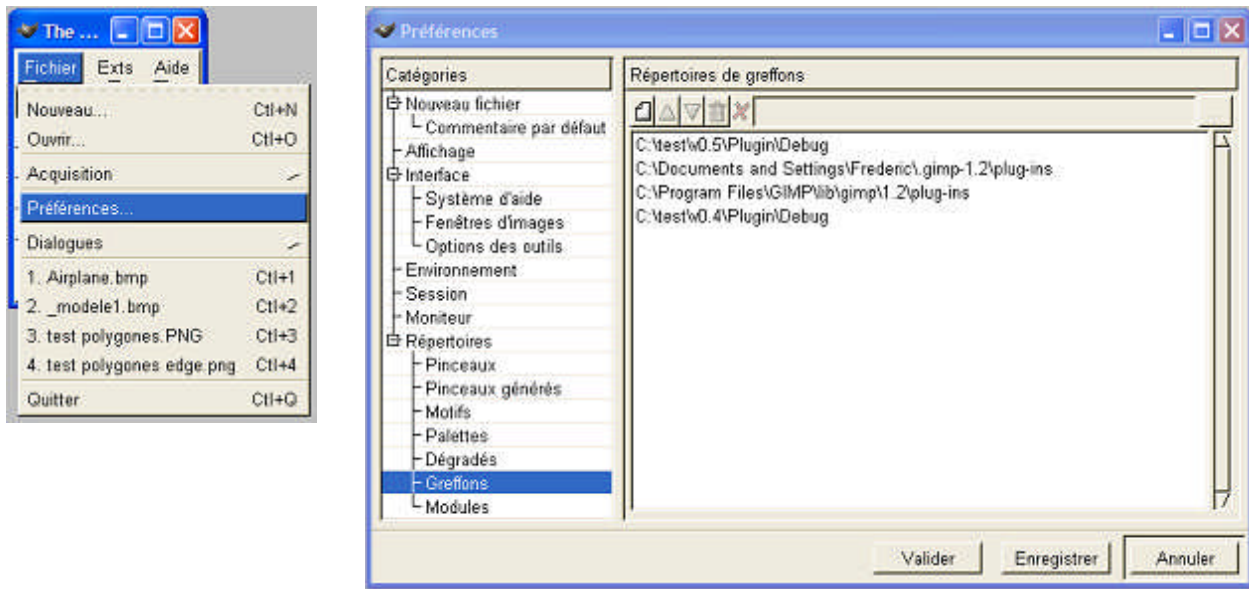 The ...
Fichier Exts Aide
Nouveau... Ctl+N
Ouvrir... Ctl+O
Acquisition
Préférences...
Dialogues
1. Airplane.bmp Ctl+1
2. _modele1.bmp Ctl+2
3. test polygones.PNG Ctl+3
4. test polygones edge.png Ctl+4
Quitter Ctl+Q
Préférences
Catégories
Nouveau fichier
Commentaire par défaut
Affichage
Interface
Système d'aide
Fenêtres d'images
Options des outils
Environnement
Session
Moniteur
Répertoires
Pinceaux
Pinceaux générés
Motifs
Palettes
Dégradés
Greffons
Modules
Répertoires de greffons
C:\test\v0.5\Plugin\Debug
C:\Documents and Settings\Frederic\.gimp-1.2\plug-ins
C:\Program Files\GIMP\lib\gimp\1.2\plug-ins
C:\test\v0.4\Plugin\Debug
Valider Enregistrer Annuler